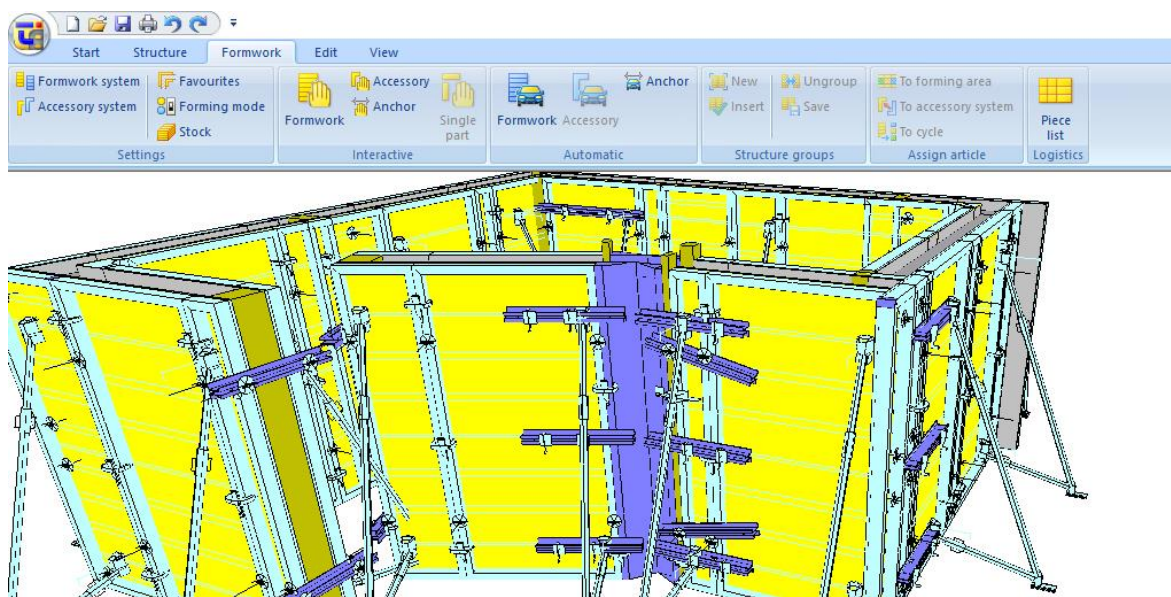 Start Structure Formwork Edit View
Formwork system Favourites
Accessory system Forming mode
Stock
Settings
Formwork Accessory
Anchor
Single
part
Interactive
Formwork Accessory Anchor
Automatic
New Ungroup
Insert Save
Structure groups
To forming area
To accessory system
To cycle
Assign article
Piece
list
Logistics